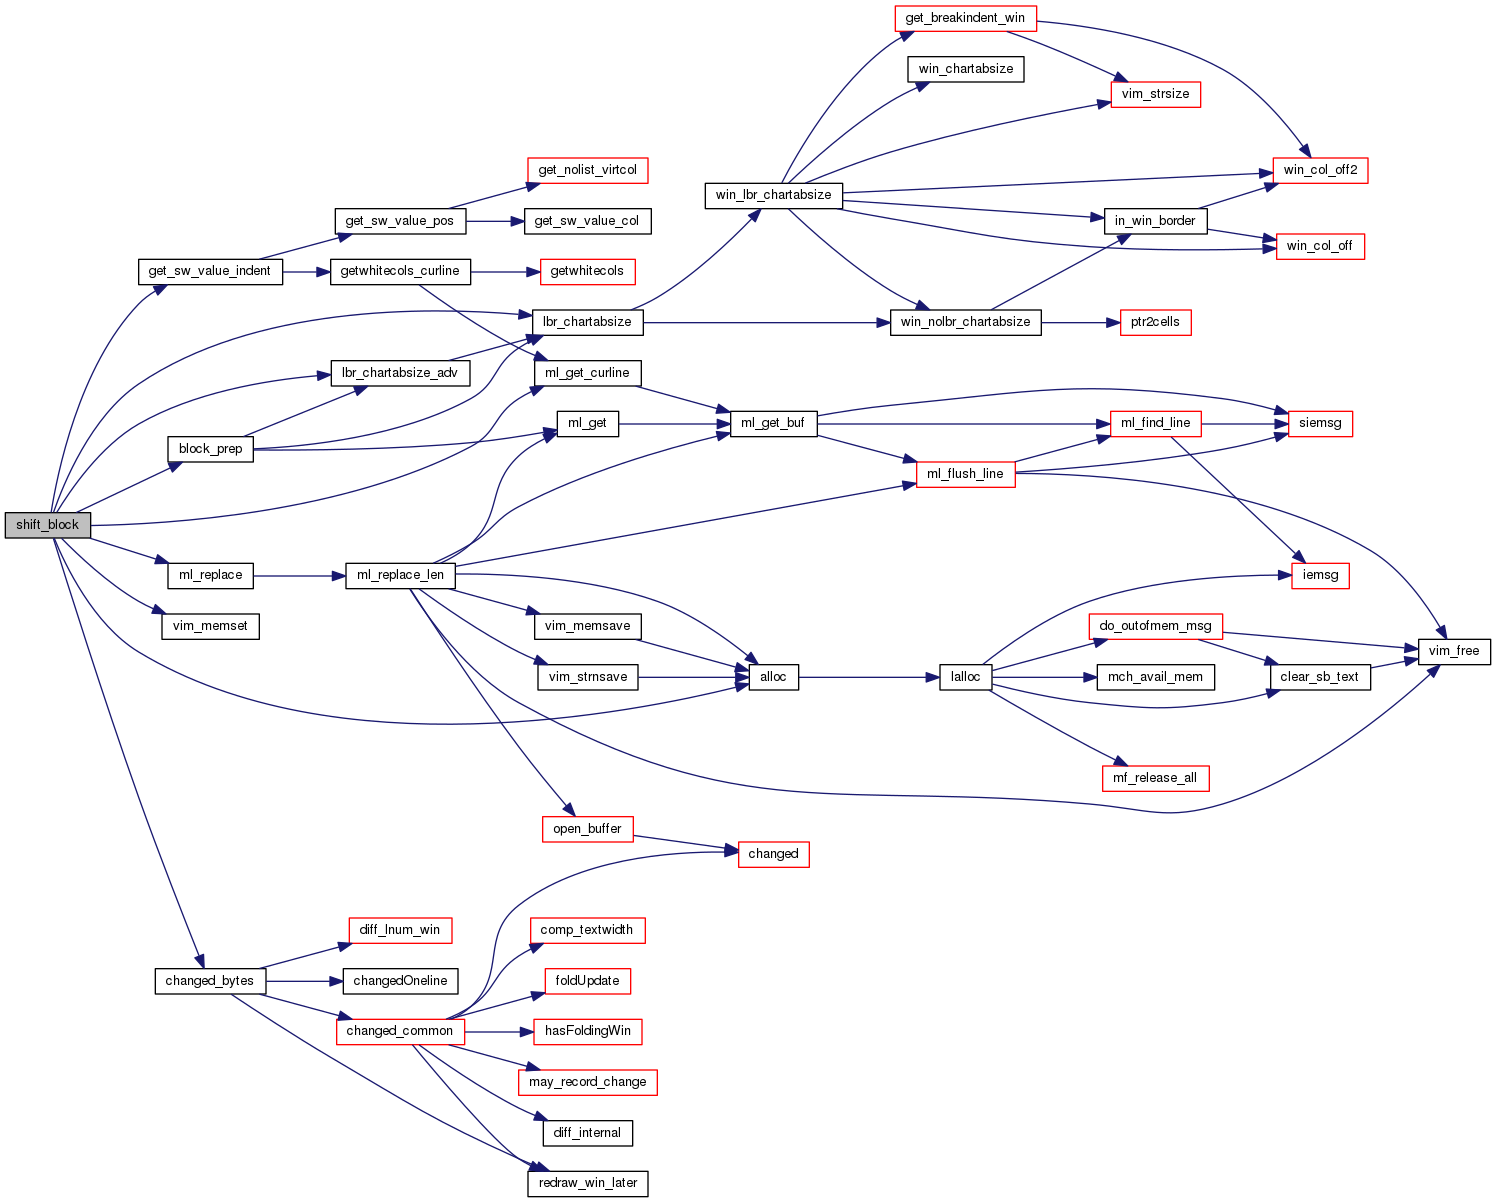 get_breakindent_win
win_chartabsize
vim_strsize
get_nolist_virtcol
win_col_off2
win_lbr_chartabsize
get_sw_value_pos
get_sw_value_col
in_win_border
win_col_off
get_sw_value_indent
getwhitecols_curline
getwhitecols
lbr_chartabsize
win_nolbr_chartabsize
ptr2cells
lbr_chartabsize_adv
ml_get_curline
ml_get
ml_get_buf
ml_find_line
siemsg
block_prep
ml_flush_line
shift_block
ml_replace
ml_replace_len
iemsg
vim_memset
vim_memsave
do_outofmem_msg
vim_free
vim_strnsave
alloc
lalloc
mch_avail_mem
clear_sb_text
mf_release_all
open_buffer
changed
diff_lnum_win
comp_textwidth
changed_bytes
changedOneline
foldUpdate
changed_common
hasFoldingWin
may_record_change
diff_internal
redraw_win_later